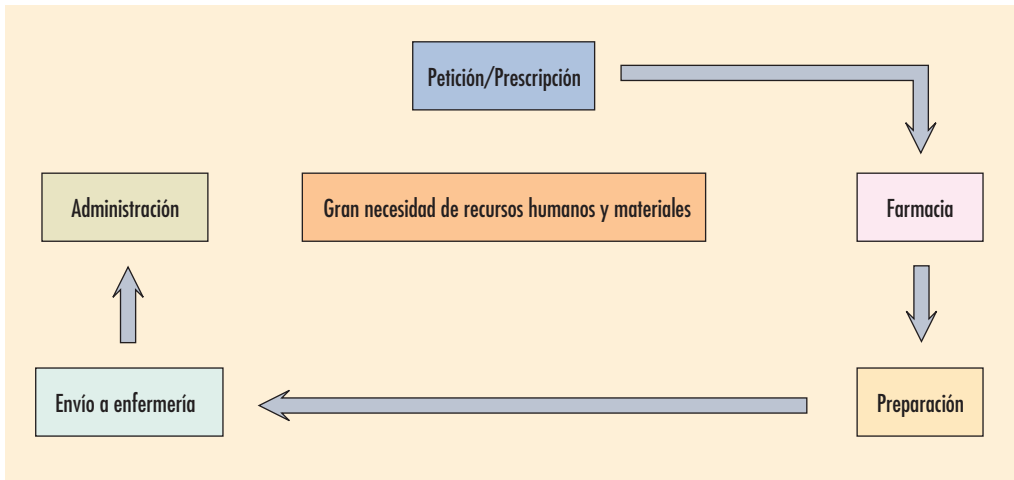 Petición/Prescripción
Administración
Gran necesidad de recursos humanos y materiales
Farmacia
Envío a enfermería
Preparación